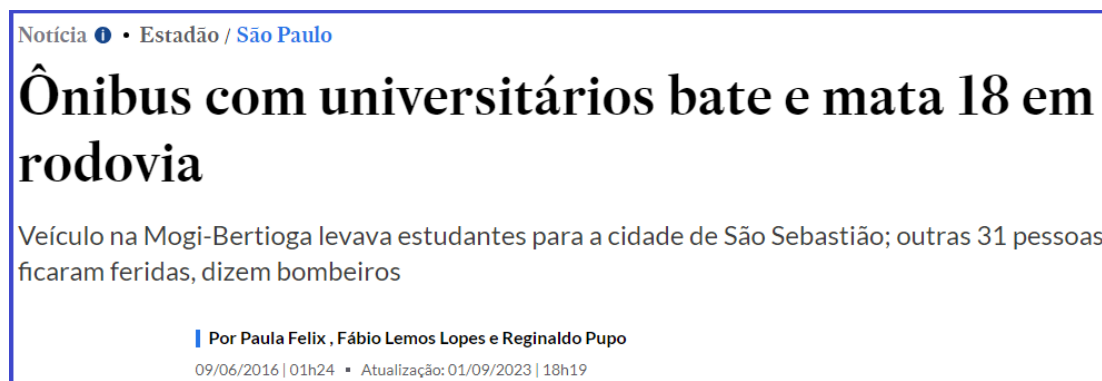 Notícia • Estadão / São Paulo
Ônibus com universitários bate e mata 18 em
rodovia
Veículo na Mogi-Bertioga levava estudantes para a cidade de São Sebastião; outras 31 pessoas
ficaram feridas, dizem bombeiros
Por Paula Felix , Fábio Lemos Lopes e Reginaldo Pupo
09/06/2016 | 01h24 ▪ Atualização: 01/09/2023 | 18h19